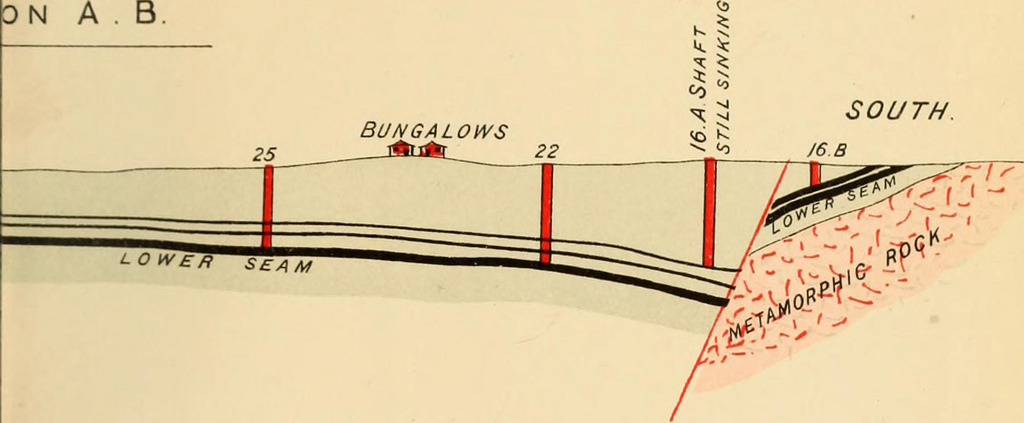 ON A. B.
16.A.SHAFT
STILL SINKING
SOUTH.
BUNGALOWS
25
22
16.B
LOWER SEAM
LOWER SEAM
METAMORPHIC ROCK